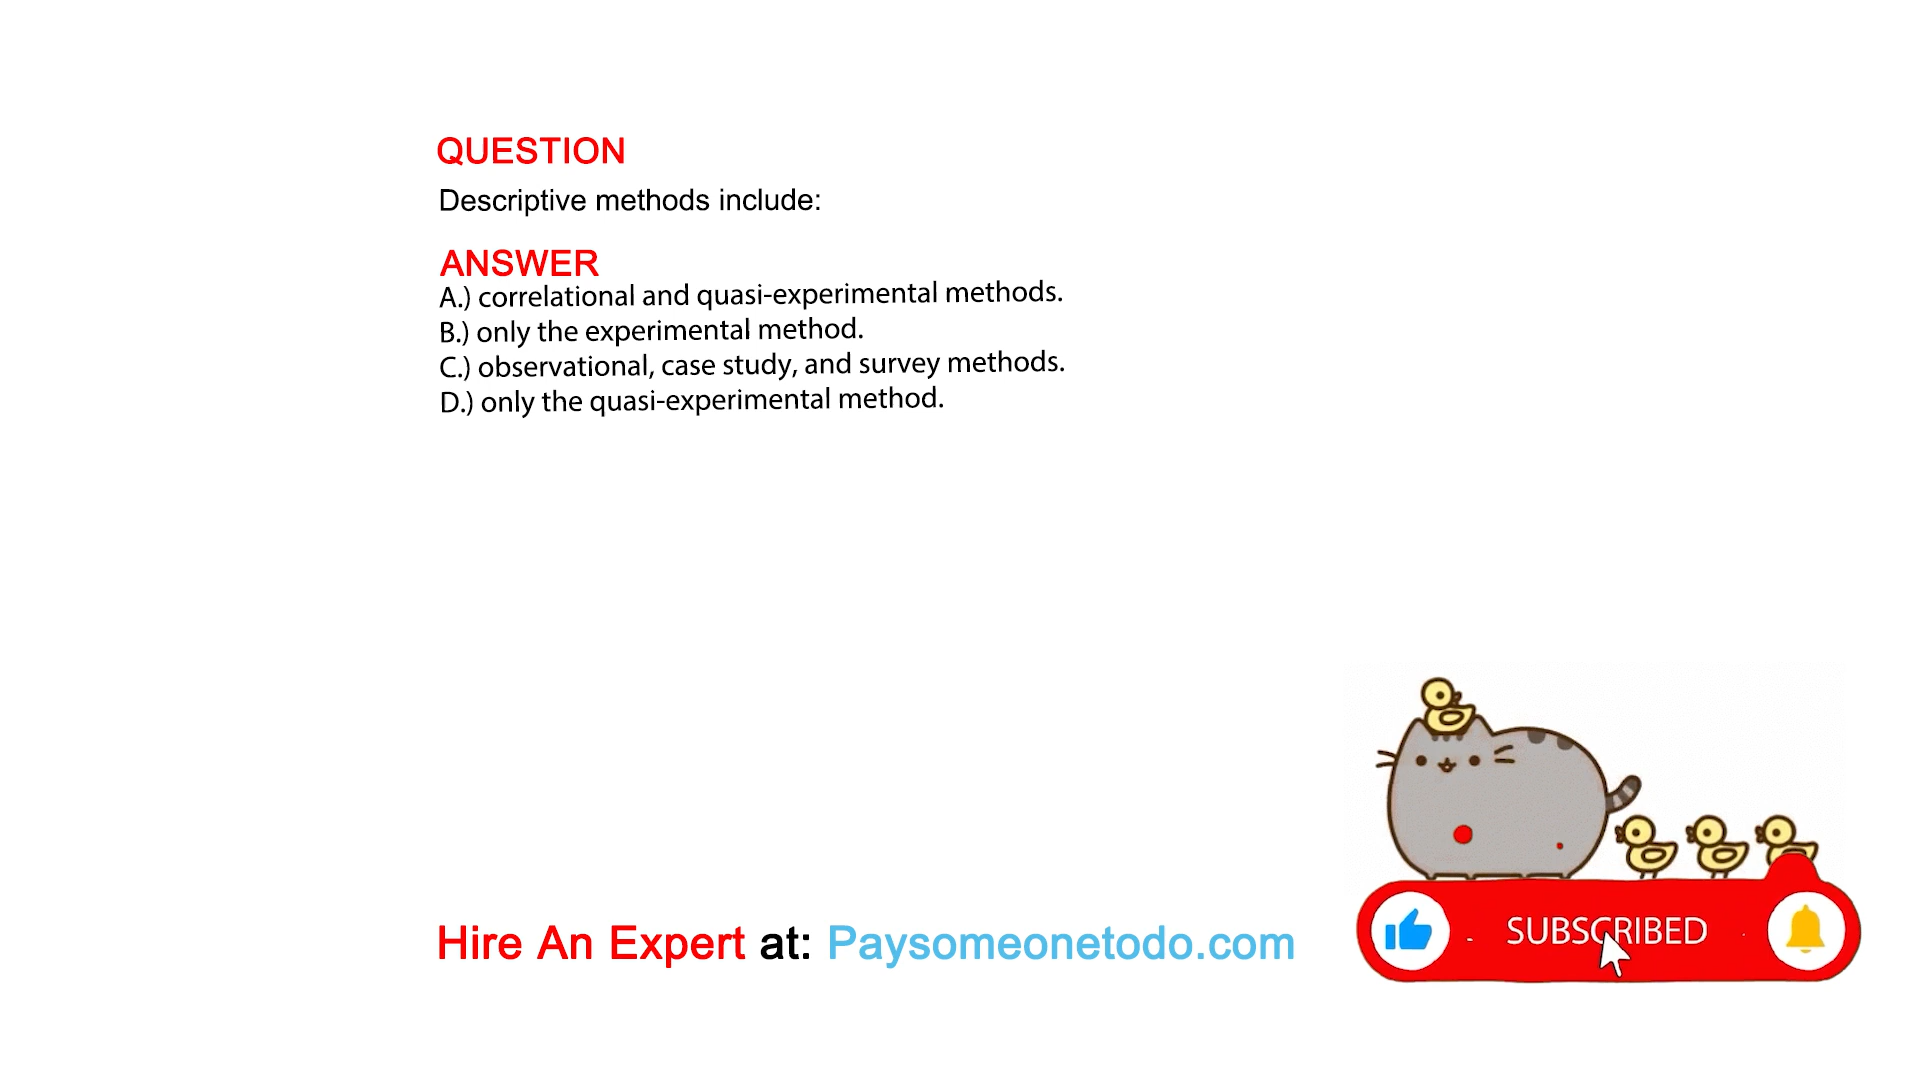 QUESTION
Descriptive methods include:
ANSWER
A.) correlational and quasi-experimental methods.
B.) only the experimental method.
C.) observational, case study, and survey methods.
D.) only the quasi-experimental method.
Hire An Expert at: Paysomeonetodo.com
SUBSCRIBED